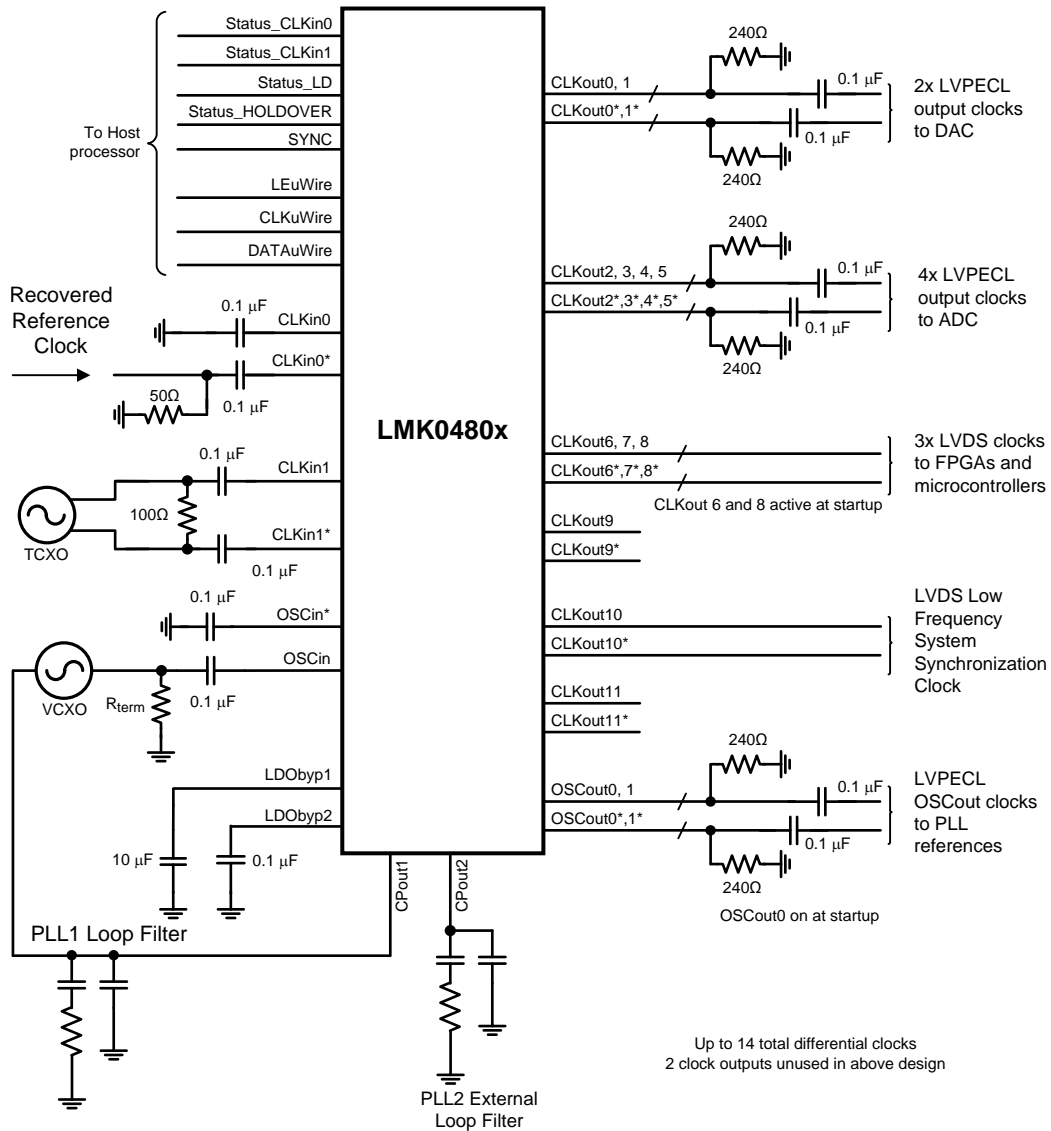 Status_CLKin0
Status_CLKin1
Status_LD
Status_HOLDOVER
SYNC
LEuWire
CLKuWire
DATAuWire
To Host
processor
Recovered
Reference
Clock
0.1 µF
CLKin0
CLKin0*
50Ω
0.1 µF
0.1 µF
CLKin1
100Ω
CLKin1*
0.1 µF
TCXO
0.1 µF
OSCin*
OSCin
VCXO
Rterm
0.1 µF
LDObyp1
LDObyp2
10 µF
0.1 µF
CPout1
CPout2
PLL1 Loop Filter
PLL2 External
Loop Filter
LMK0480x
240Ω
CLKout0, 1
0.1 µF
CLKout0*,1*
0.1 µF
240Ω
2x LVPECL
output clocks
to DAC
240Ω
CLKout2, 3, 4, 5
0.1 µF
CLKout2*,3*,4*,5*
0.1 µF
240Ω
4x LVPECL
output clocks
to ADC
CLKout6, 7, 8
CLKout6*,7*,8*
CLKout 6 and 8 active at startup
3x LVDS clocks
to FPGAs and
microcontrollers
CLKout9
CLKout9*
CLKout10
CLKout10*
LVDS Low
Frequency
System
Synchronization
Clock
CLKout11
CLKout11*
240Ω
OSCout0, 1
0.1 µF
OSCout0*,1*
0.1 µF
240Ω
OSCout0 on at startup
LVPECL
OSCout clocks
to PLL
references
Up to 14 total differential clocks
2 clock outputs unused in above design